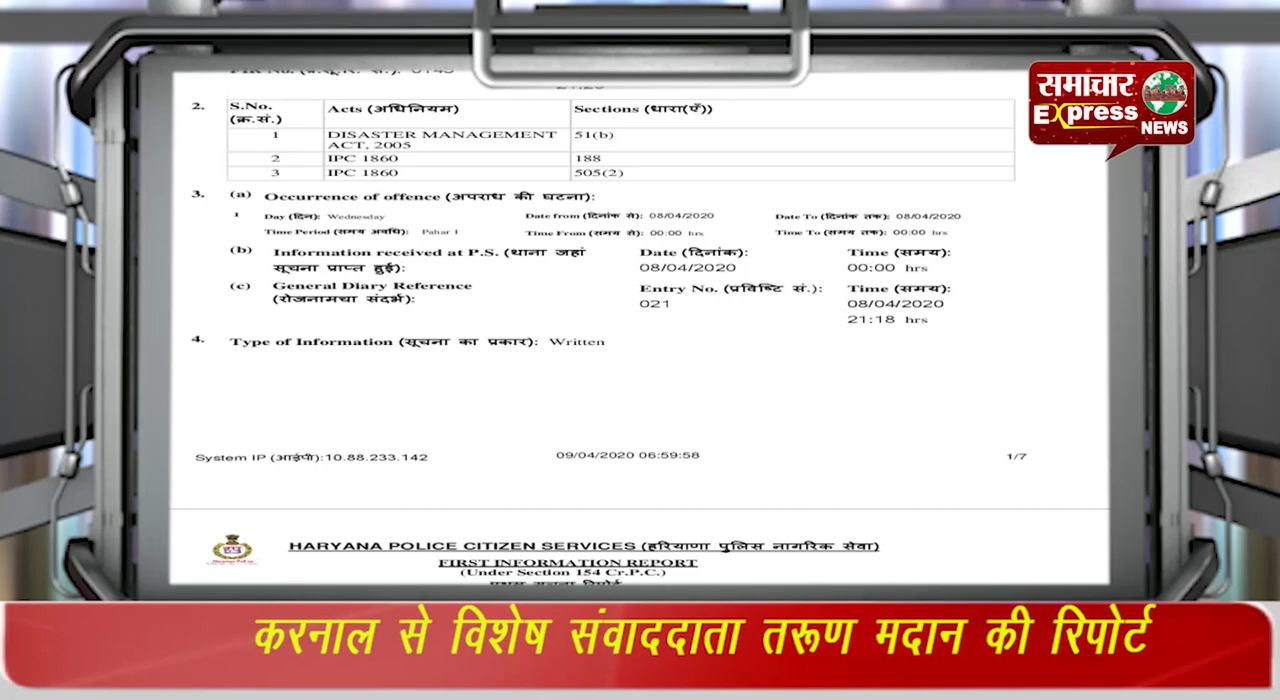 समाचार
Express
NEWS
2. S.No. (क्र.सं.) Acts (अधिनियम) Sections (धारा(एँ))
1 DISASTER MANAGEMENT ACT, 2005 51(b)
2 IPC 1860 188
3 IPC 1860 505(2)
3. (a) Occurrence of offence (अपराध की घटना):
1 Day (दिन): Wednesday Date from (दिनांक से): 08/04/2020 Date To (दिनांक तक): 08/04/2020
Time Period (समय अवधि): Pahar 1 Time From (समय से): 00:00 hrs Time To (समय तक): 00:00 hrs
(b) Information received at P.S. (थाना जहां सूचना प्राप्त हुई): Date (दिनांक): 08/04/2020 Time (समय): 00:00 hrs
(c) General Diary Reference (रोजनामचा संदर्भ): Entry No. (प्रविष्टि सं.): 021 Time (समय): 08/04/2020 21:18 hrs
4. Type of Information (सूचना का प्रकार): Written
System IP (आईपी):10.88.233.142 09/04/2020 06:59:58 1/7
HARYANA POLICE CITIZEN SERVICES (हरियाणा पुलिस नागरिक सेवा)
FIRST INFORMATION REPORT
(Under Section 154 Cr.P.C.)
करनाल से विशेष संवाददाता तरूण मदान की रिपोर्ट